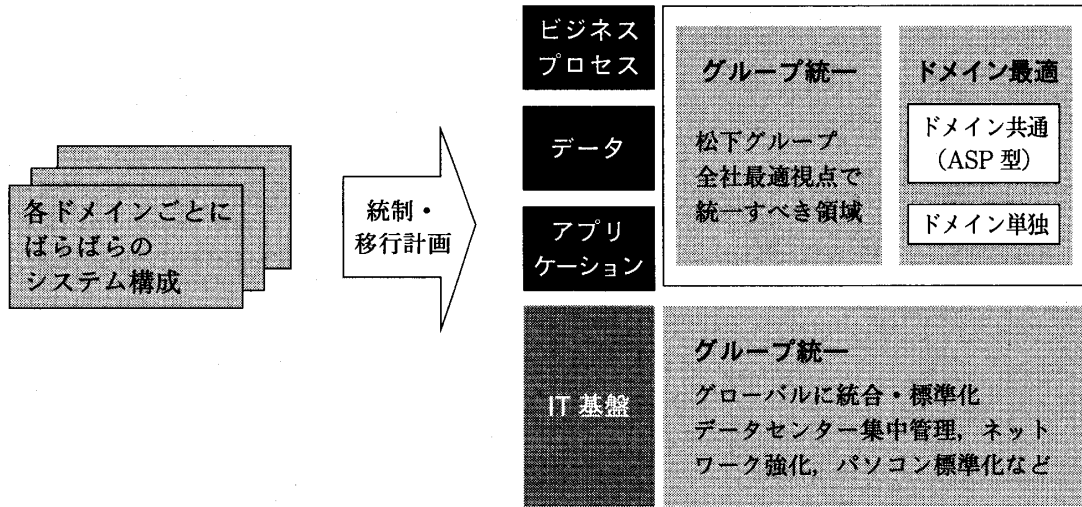 各ドメインごとに
ばらばらの
システム構成
統制・
移行計画
ビジネス
プロセス
データ
アプリ
ケーション
グループ統一
松下グループ
全社最適視点で
統一すべき領域
ドメイン最適
ドメイン共通
（ASP 型）
ドメイン単独
IT 基盤
グループ統一
グローバルに統合・標準化
データセンター集中管理，ネット
ワーク強化，パソコン標準化など